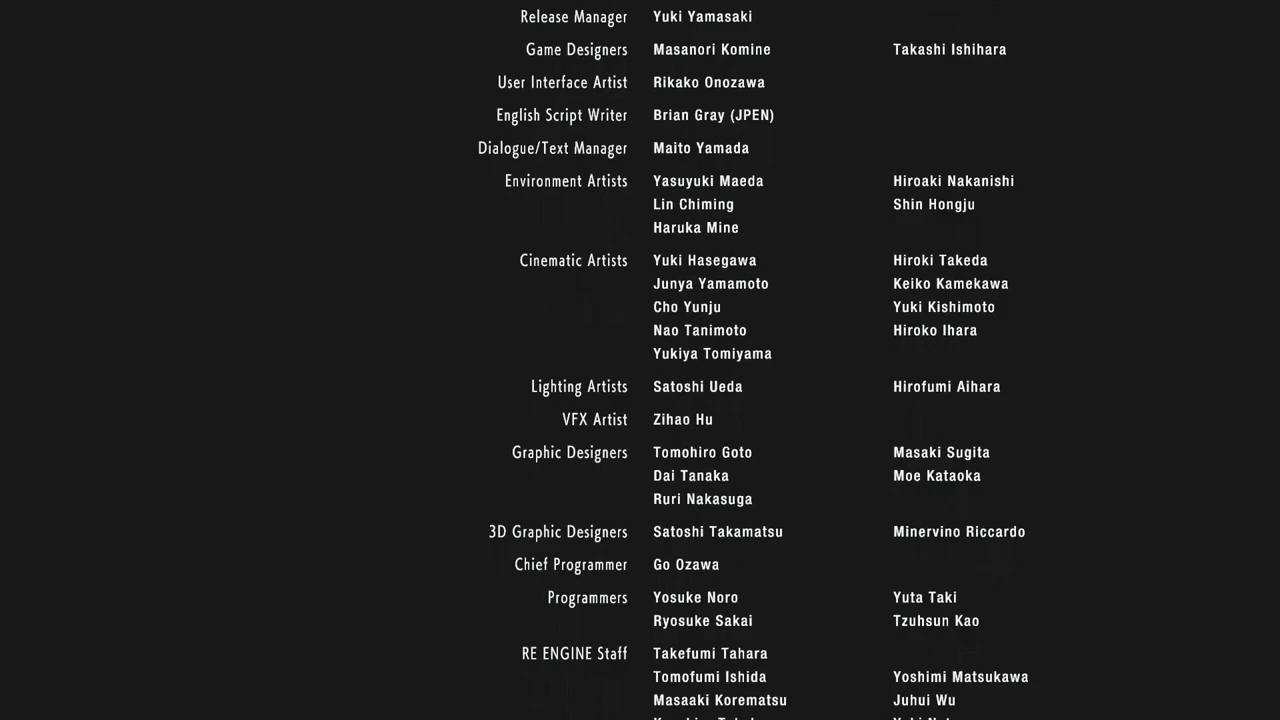 Release Manager Yuki Yamasaki
Game Designers Masanori Komine Takashi Ishihara
User Interface Artist Rikako Onozawa
English Script Writer Brian Gray (JPEN)
Dialogue/Text Manager Maito Yamada
Environment Artists Yasuyuki Maeda Hiroaki Nakanishi
Lin Chiming Shin Hongju
Haruka Mine
Cinematic Artists Yuki Hasegawa Hiroki Takeda
Junya Yamamoto Keiko Kamekawa
Cho Yunju Yuki Kishimoto
Nao Tanimoto Hiroko Ihara
Yukiya Tomiyama
Lighting Artists Satoshi Ueda Hirofumi Aihara
VFX Artist Zihao Hu
Graphic Designers Tomohiro Goto Masaki Sugita
Dai Tanaka Moe Kataoka
Ruri Nakasuga
3D Graphic Designers Satoshi Takamatsu Minervino Riccardo
Chief Programmer Go Ozawa
Programmers Yosuke Noro Yuta Taki
Ryosuke Sakai Tzuhsun Kao
RE ENGINE Staff Takefumi Tahara
Tomofumi Ishida Yoshimi Matsukawa
Masaaki Korematsu Juhui Wu